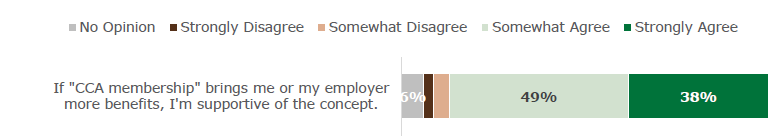 No Opinion Strongly Disagree Somewhat Disagree Somewhat Agree Strongly Agree
If "CCA membership" brings me or my employer
more benefits, I'm supportive of the concept.
6% 49% 38%